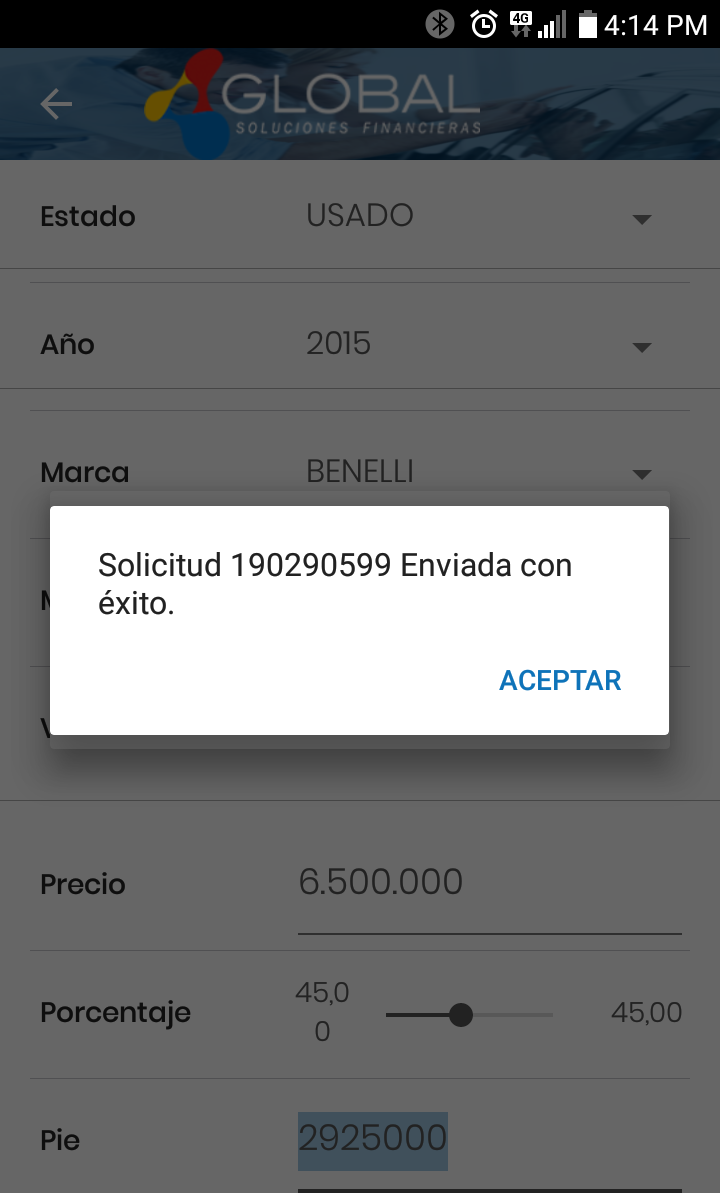 4G 4:14 PM
GLOBAL
SOLUCIONES FINANCIERAS
Estado USADO
Año 2015
Marca BENELLI
Solicitud 190290599 Enviada con
éxito.
ACEPTAR
Precio 6.500.000
Porcentaje 45,0
0 45,00
Pie 2925000